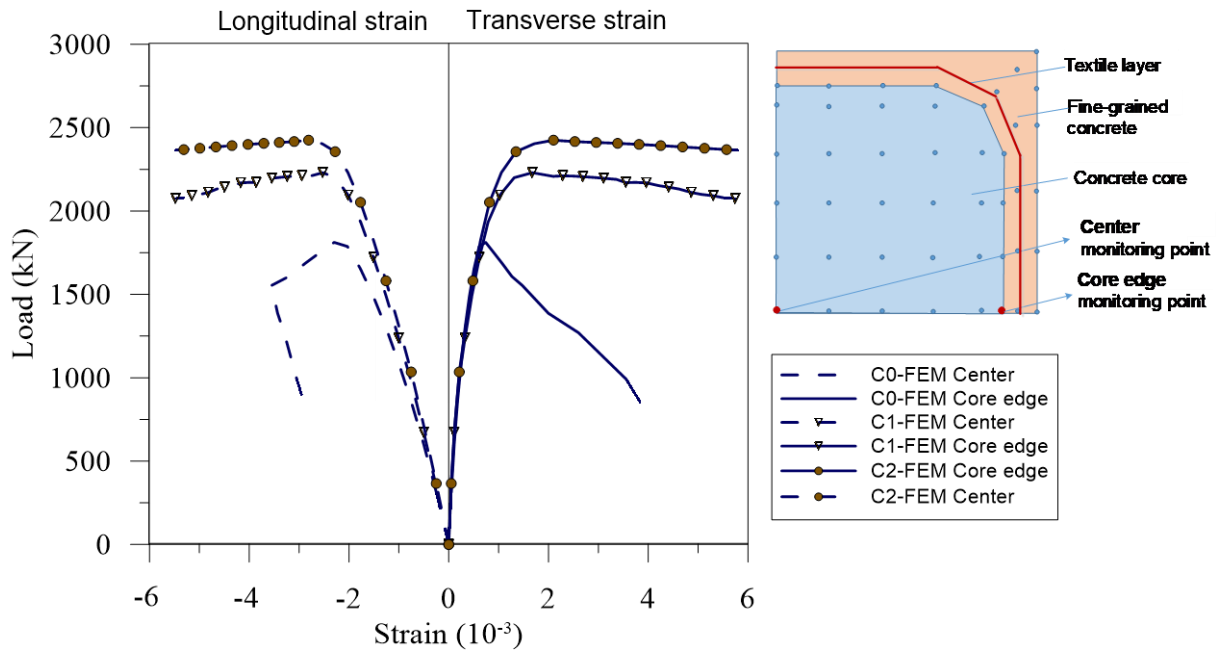 Longitudinal strain
Transverse strain
3000
2500
2000
1500
1000
500
0
Load (kN)
-6
-4
-2
0
2
4
6
Strain (10⁻³)
Textile layer
Fine-grained
concrete
Concrete core
Center
monitoring point
Core edge
monitoring point
C0-FEM Center
C0-FEM Core edge
C1-FEM Center
C1-FEM Core edge
C2-FEM Core edge
C2-FEM Center